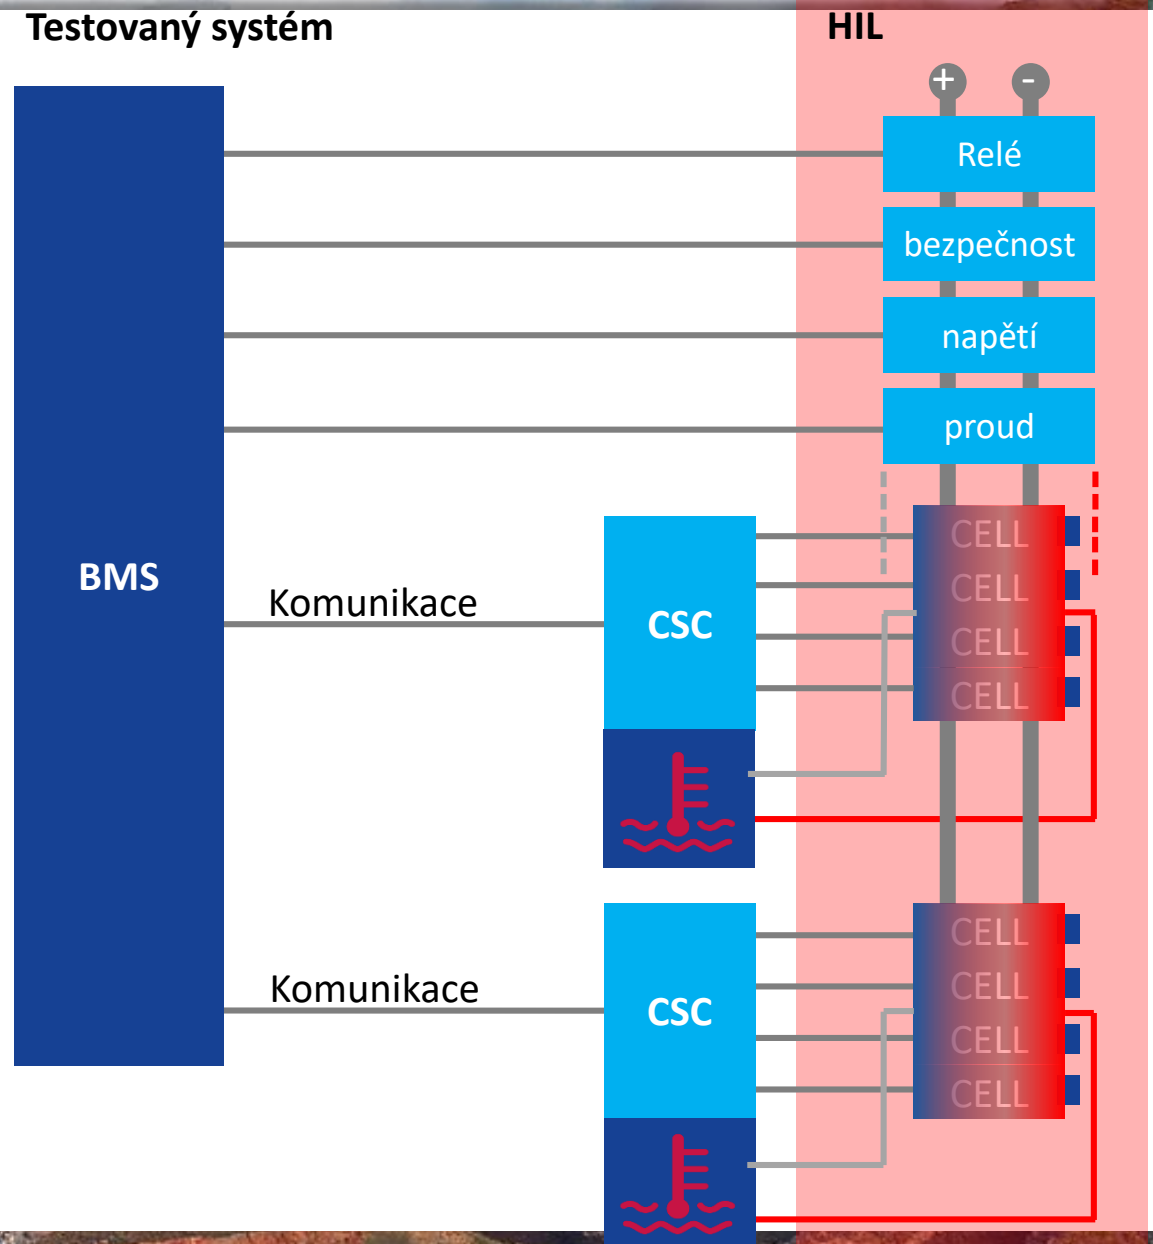 Testovaný systém
HIL
+ -
Relé
bezpečnost
napětí
proud
BMS
Komunikace
CSC
CELL
CELL
CELL
CELL
Komunikace
CSC
CELL
CELL
CELL
CELL